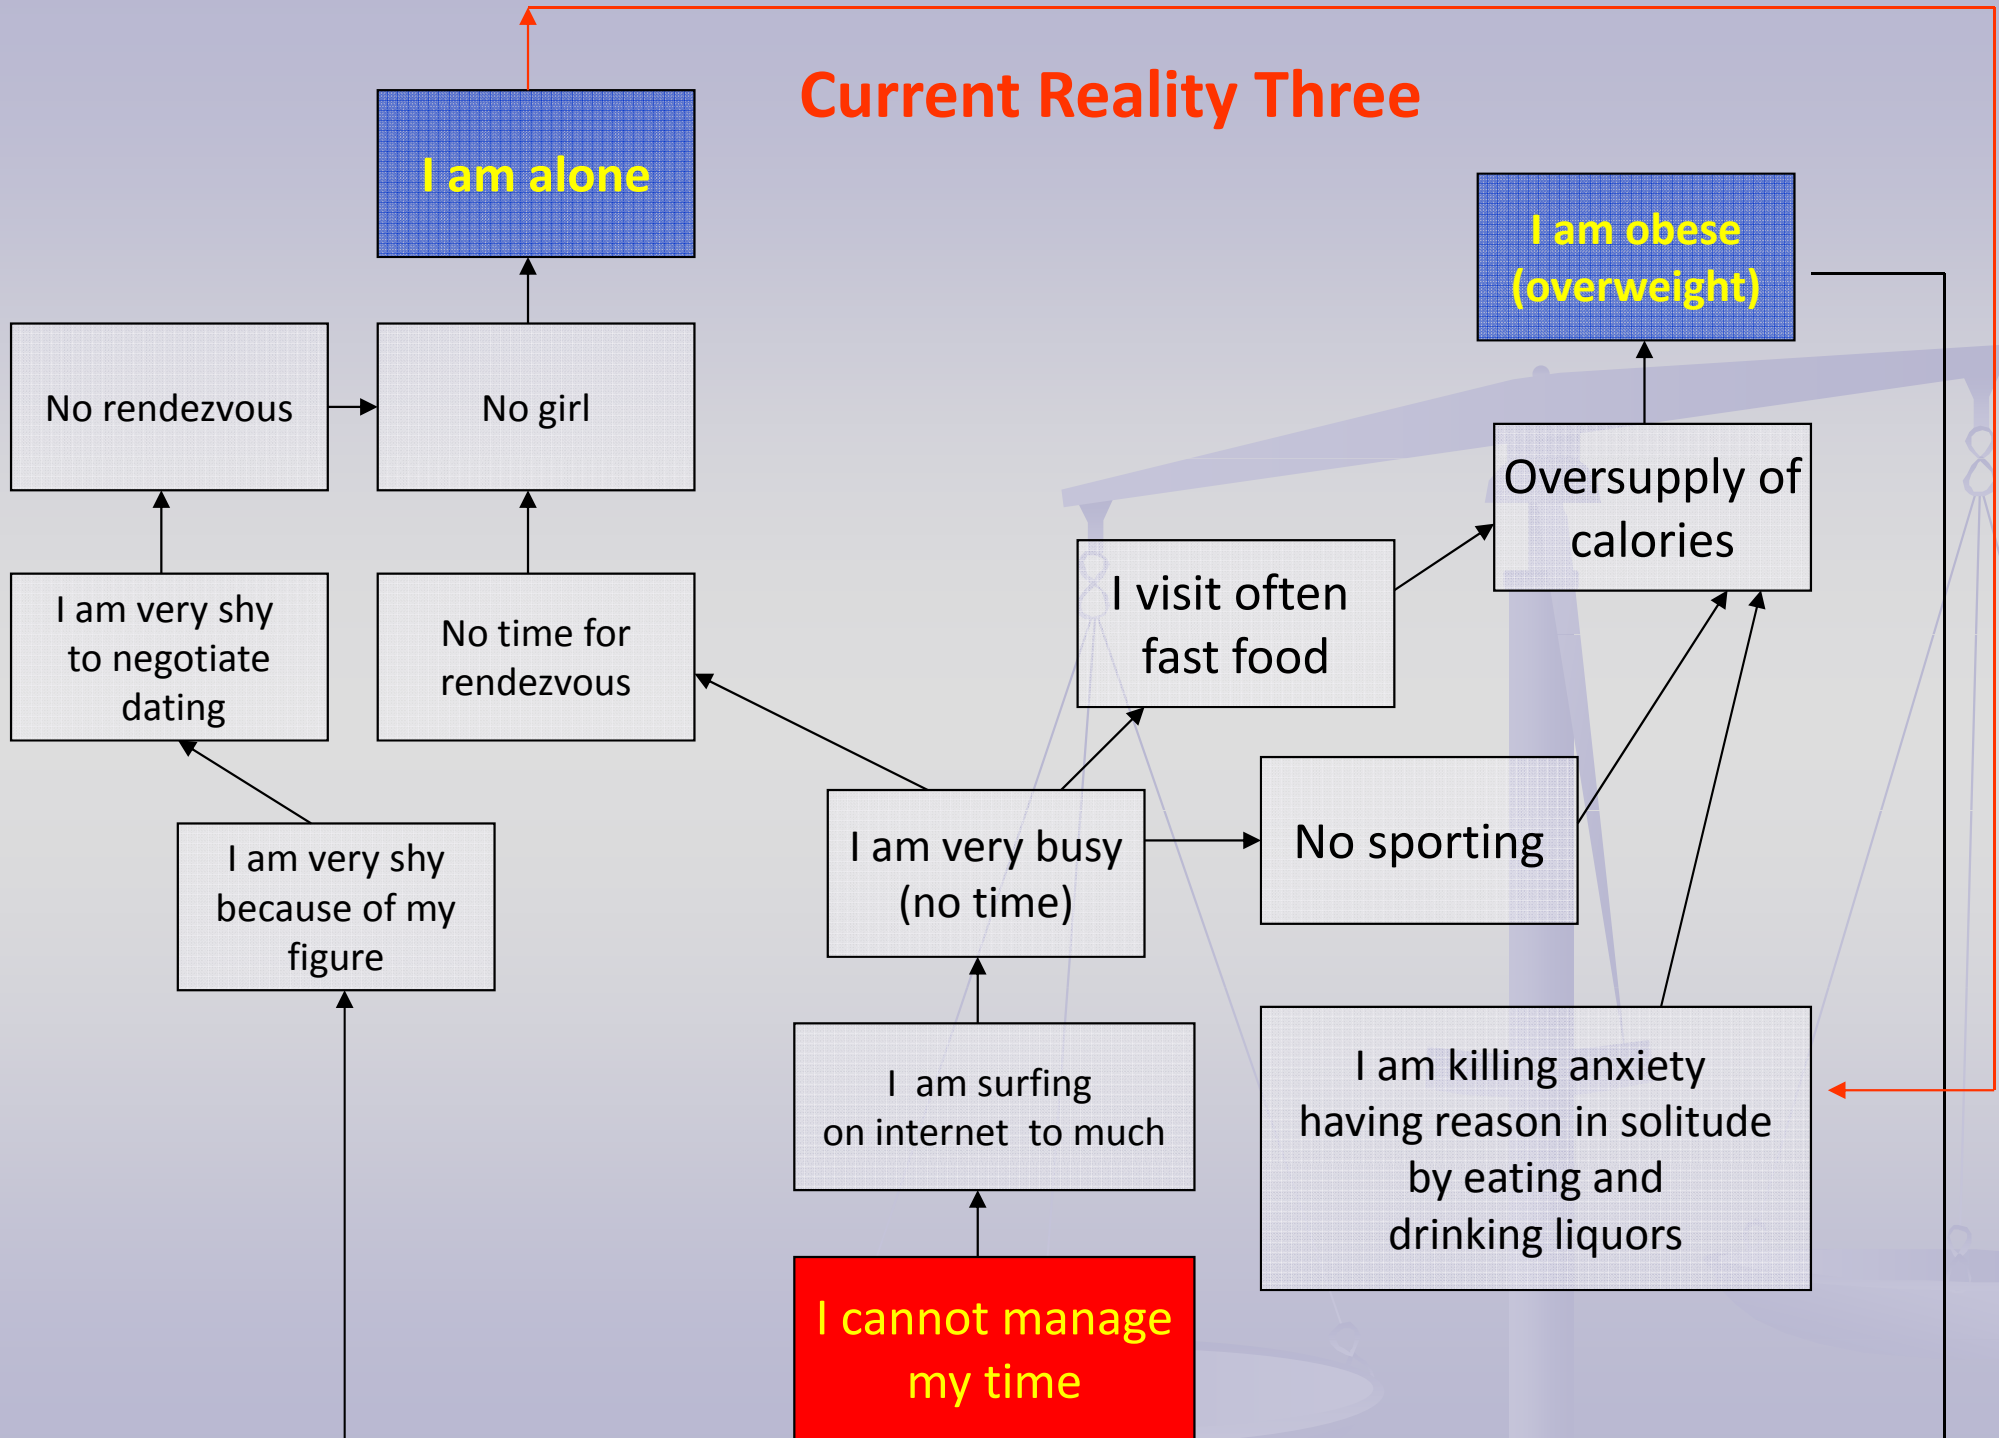 Current Reality Three
I am alone
I am obese
(overweight)
No rendezvous
No girl
Oversupply of
calories
I visit often
fast food
I am very shy
to negotiate
dating
No time for
rendezvous
I am very shy
because of my
figure
I am very busy
(no time)
No sporting
I am surfing
on internet to much
I am killing anxiety
having reason in solitude
by eating and
drinking liquors
I cannot manage
my time